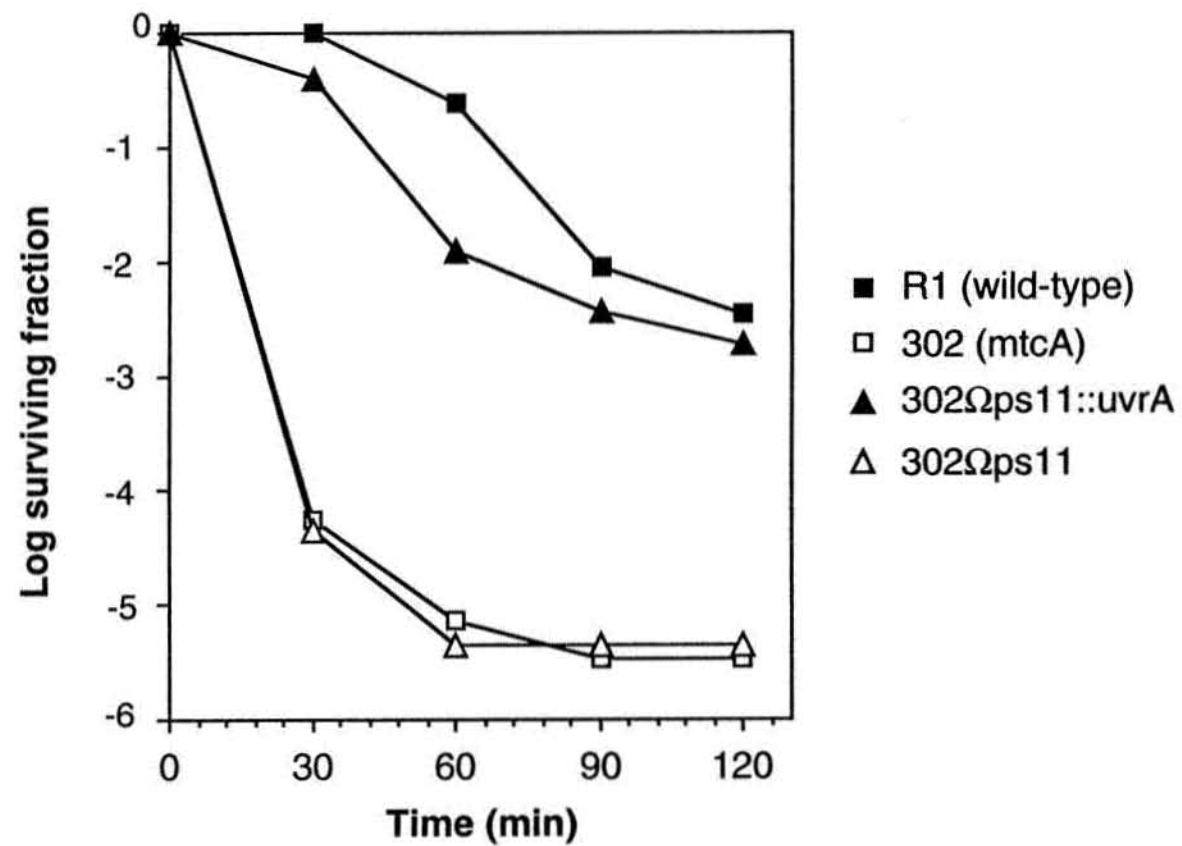 Log surviving fraction
0
-1
-2
-3
-4
-5
-6
0 30 60 90 120
Time (min)
R1 (wild-type)
302 (mtcA)
302Ωps11::uvrA
302Ωps11